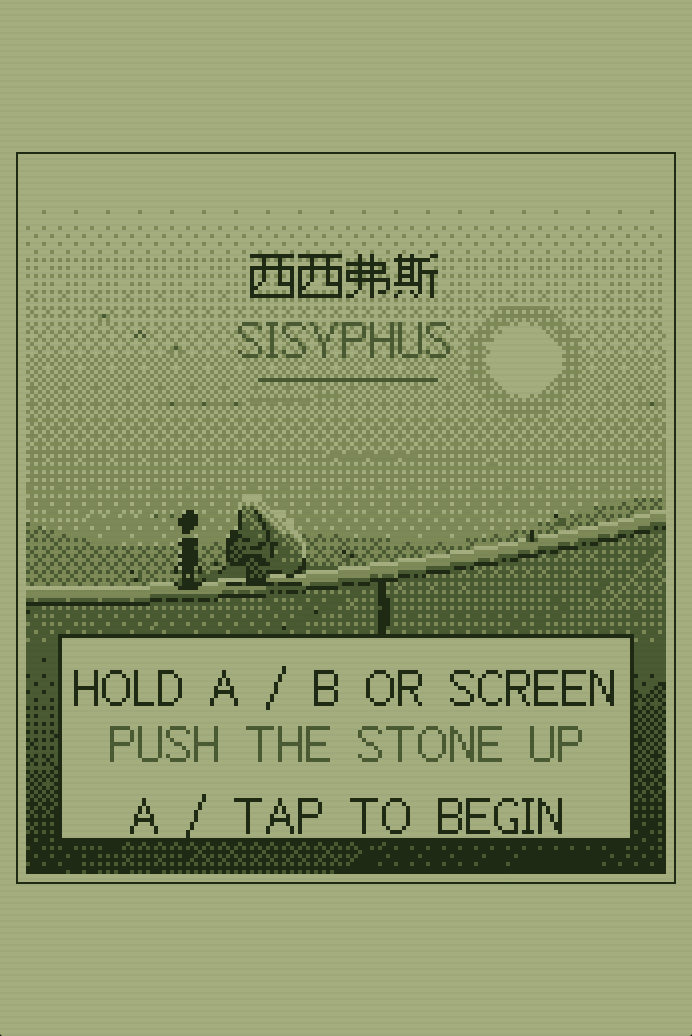 西西弗斯
SISYPHUS
HOLD A / B OR SCREEN
PUSH THE STONE UP
A / TAP TO BEGIN